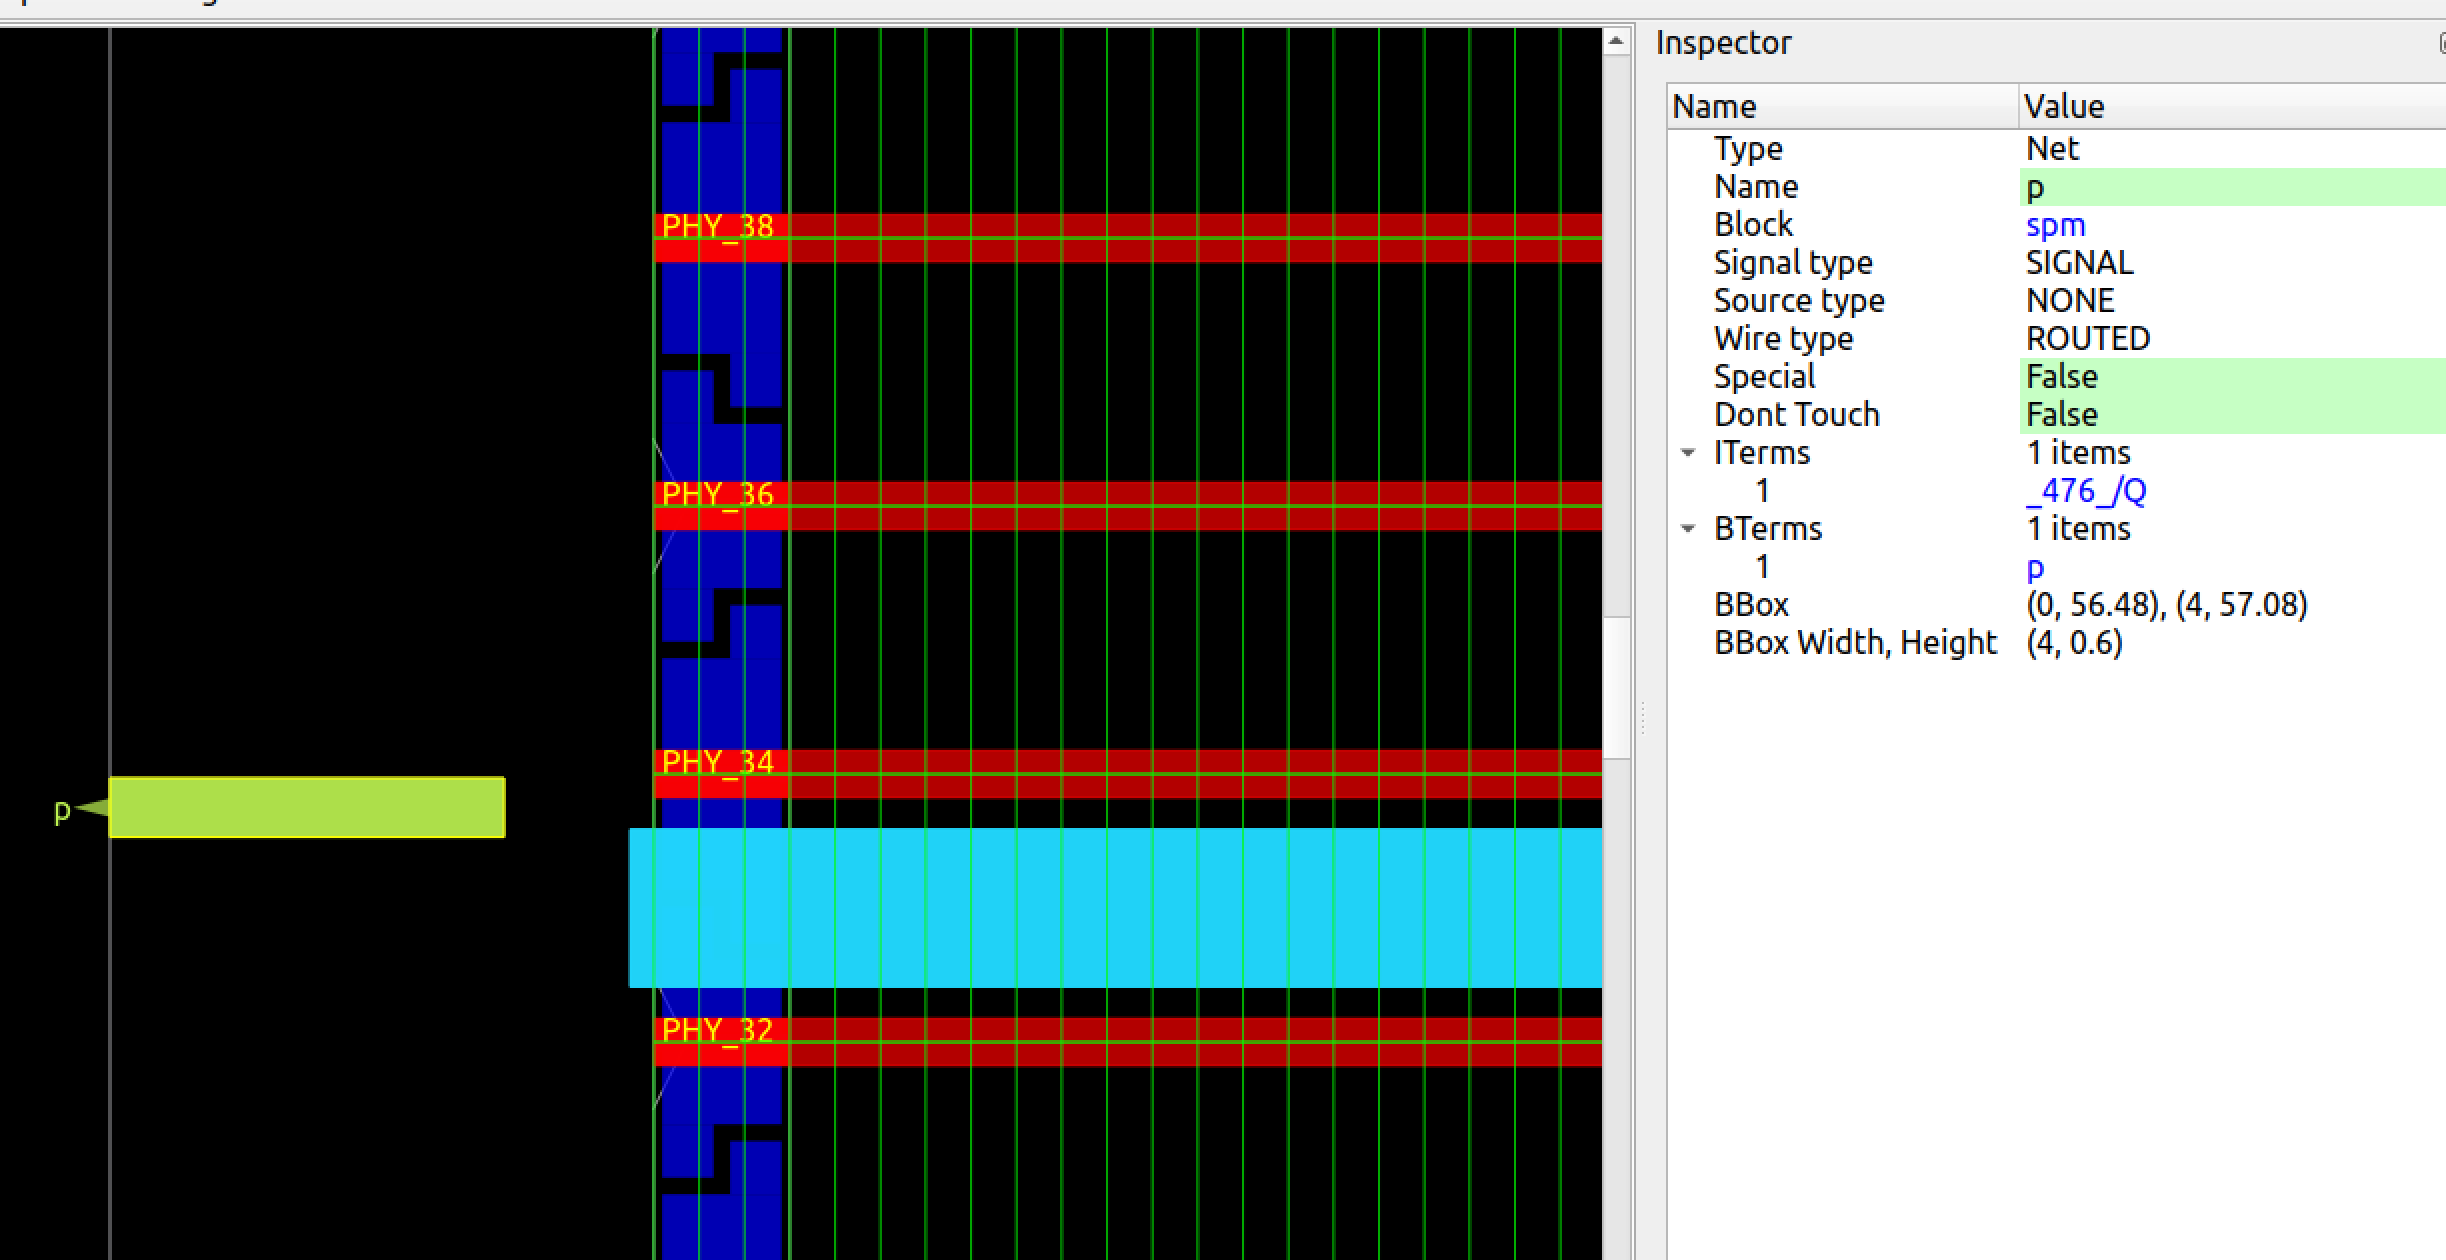 Inspector
Name Value
Type Net
Name p
Block spm
Signal type SIGNAL
Source type NONE
Wire type ROUTED
Special False
Dont Touch False
ITerms 1 items
1 _476_/Q
BTerms 1 items
1 p
BBox (0, 56.48), (4, 57.08)
BBox Width, Height (4, 0.6)
PHY_38
PHY_36
PHY_34
p
PHY_32